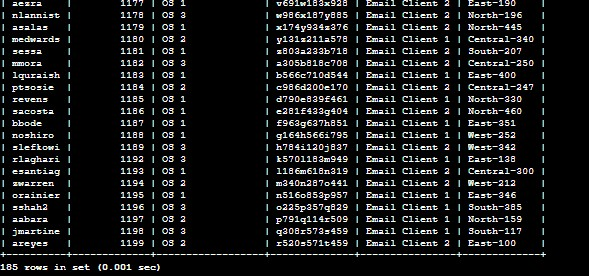 | aesra | 1177 | OS 1 | v691w183x928 | Email Client 2 | East-190 |
| nlannist | 1178 | OS 3 | w986x187y885 | Email Client 2 | North-196 |
| asalas | 1179 | OS 1 | x174y934z376 | Email Client 2 | North-445 |
| medwards | 1180 | OS 2 | y131z211a578 | Email Client 1 | Central-340 |
| sessa | 1181 | OS 1 | z803a233b718 | Email Client 2 | South-207 |
| mmora | 1182 | OS 3 | a305b818c708 | Email Client 2 | Central-250 |
| lquraish | 1183 | OS 1 | b566c710d544 | Email Client 1 | East-400 |
| ptsosie | 1184 | OS 2 | c986d200e170 | Email Client 2 | Central-247 |
| revens | 1185 | OS 1 | d790e839f461 | Email Client 1 | North-330 |
| sacosta | 1186 | OS 1 | e281f433g404 | Email Client 2 | North-460 |
| bbode | 1187 | OS 1 | f963g637h851 | Email Client 1 | East-351 |
| noshiro | 1188 | OS 1 | g164h566i795 | Email Client 1 | West-252 |
| slefkowi | 1189 | OS 3 | h784i120j837 | Email Client 2 | West-342 |
| rlaghari | 1192 | OS 3 | k570l183m949 | Email Client 1 | East-138 |
| esantiag | 1193 | OS 1 | l186m618n319 | Email Client 2 | Central-300 |
| zwarren | 1194 | OS 2 | m340n287o441 | Email Client 2 | West-212 |
| orainier | 1195 | OS 1 | n516o853p957 | Email Client 1 | East-346 |
| sshah2 | 1196 | OS 3 | o225p357q829 | Email Client 1 | South-385 |
| aabara | 1197 | OS 2 | p791q114r509 | Email Client 1 | North-159 |
| jmartine | 1198 | OS 3 | q308r573s459 | Email Client 1 | South-117 |
| areyes | 1199 | OS 2 | r520s571t459 | Email Client 2 | East-100 |
185 rows in set (0.001 sec)